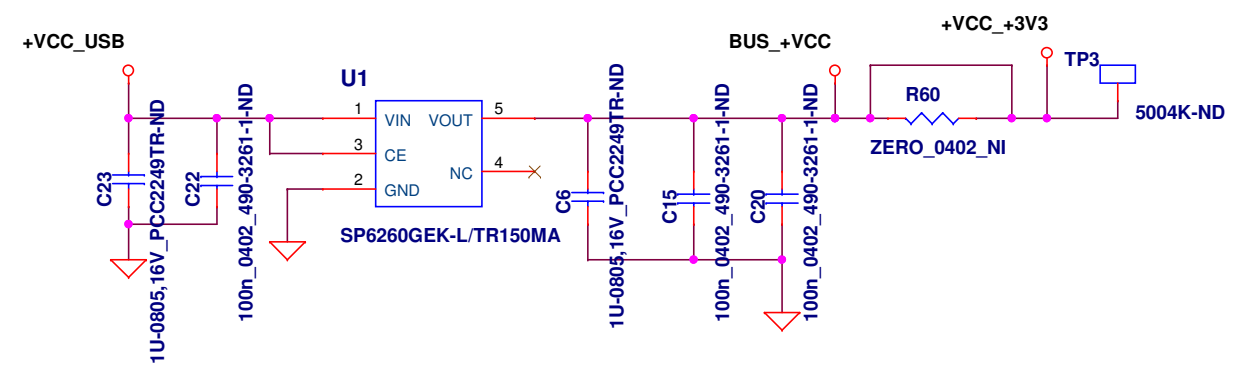 +VCC_USB
C23
1U-0805,16V_PCC2249TR-ND
C22
100n_0402_490-3261-1-ND
U1
1
VIN
VOUT
5
3
CE
NC
4
2
GND
SP6260GEK-L/TR150MA
C6
1U-0805,16V_PCC2249TR-ND
C15
100n_0402_490-3261-1-ND
C20
100n_0402_490-3261-1-ND
BUS_+VCC
R60
ZERO_0402_NI
+VCC_+3V3
TP3
5004K-ND